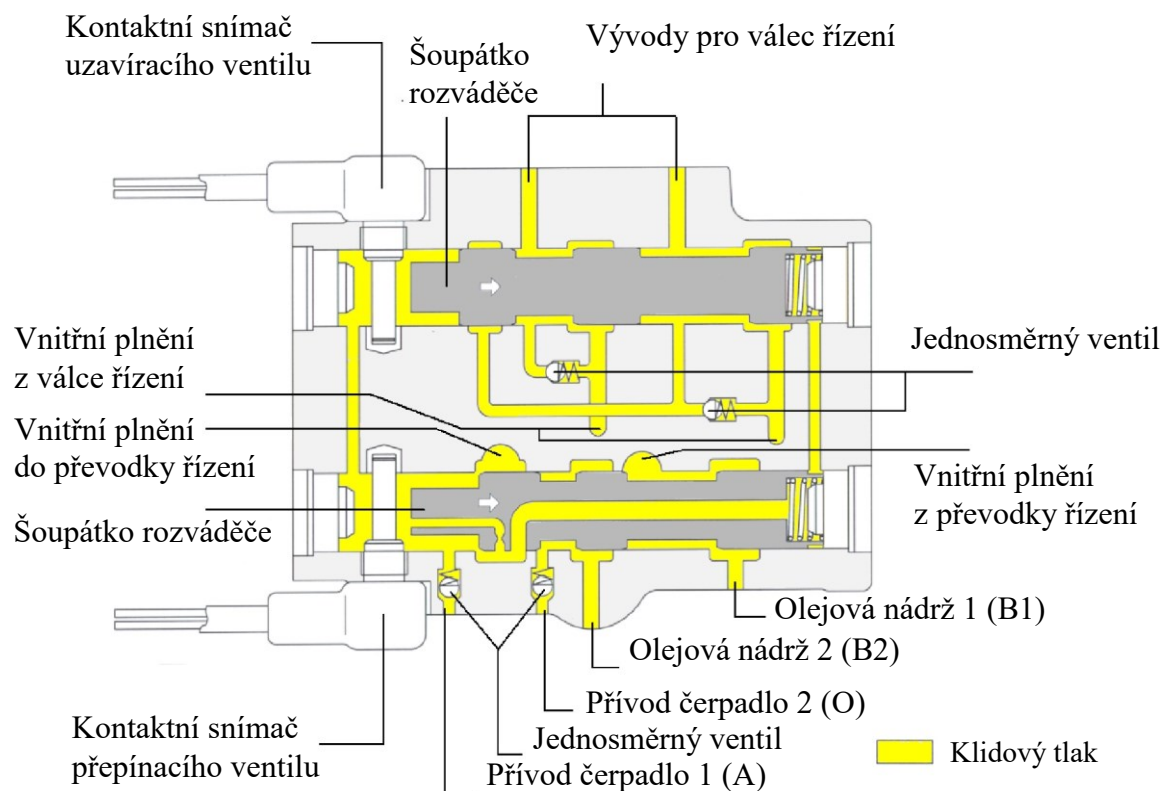 Kontaktní snímač
uzavíracího ventilu
Šoupátko
rozváděče
Vývody pro válec řízení
Vnitřní plnění
z válce řízení
Jednosměrný ventil
Vnitřní plnění
do převodky řízení
Vnitřní plnění
z převodky řízení
Šoupátko rozváděče
Olejová nádrž 1 (B1)
Olejová nádrž 2 (B2)
Přívod čerpadlo 2 (O)
Kontaktní snímač
přepínacího ventilu
Jednosměrný ventil
Přívod čerpadlo 1 (A)
Klidový tlak